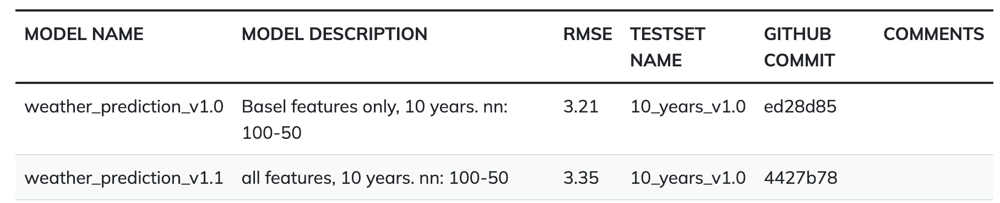 MODEL NAME MODEL DESCRIPTION RMSE TESTSET NAME GITHUB COMMIT COMMENTS
weather_prediction_v1.0 Basel features only, 10 years. nn: 100-50 3.21 10_years_v1.0 ed28d85
weather_prediction_v1.1 all features, 10 years. nn: 100-50 3.35 10_years_v1.0 4427b78